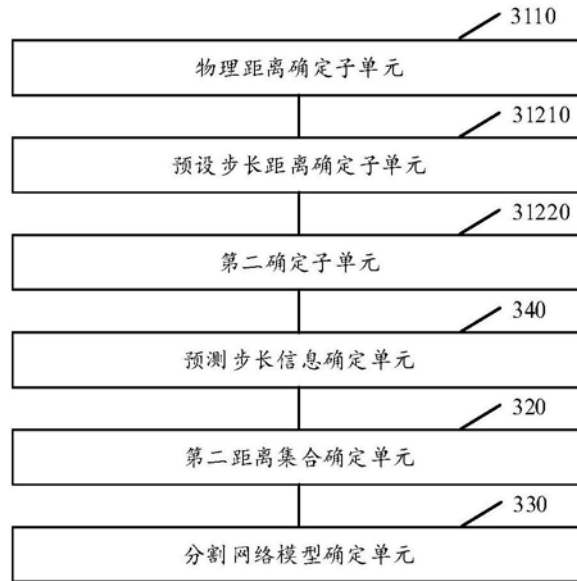 3110
物理距离确定子单元
31210
预设步长距离确定子单元
31220
第二确定子单元
340
预测步长信息确定单元
320
第二距离集合确定单元
330
分割网络模型确定单元